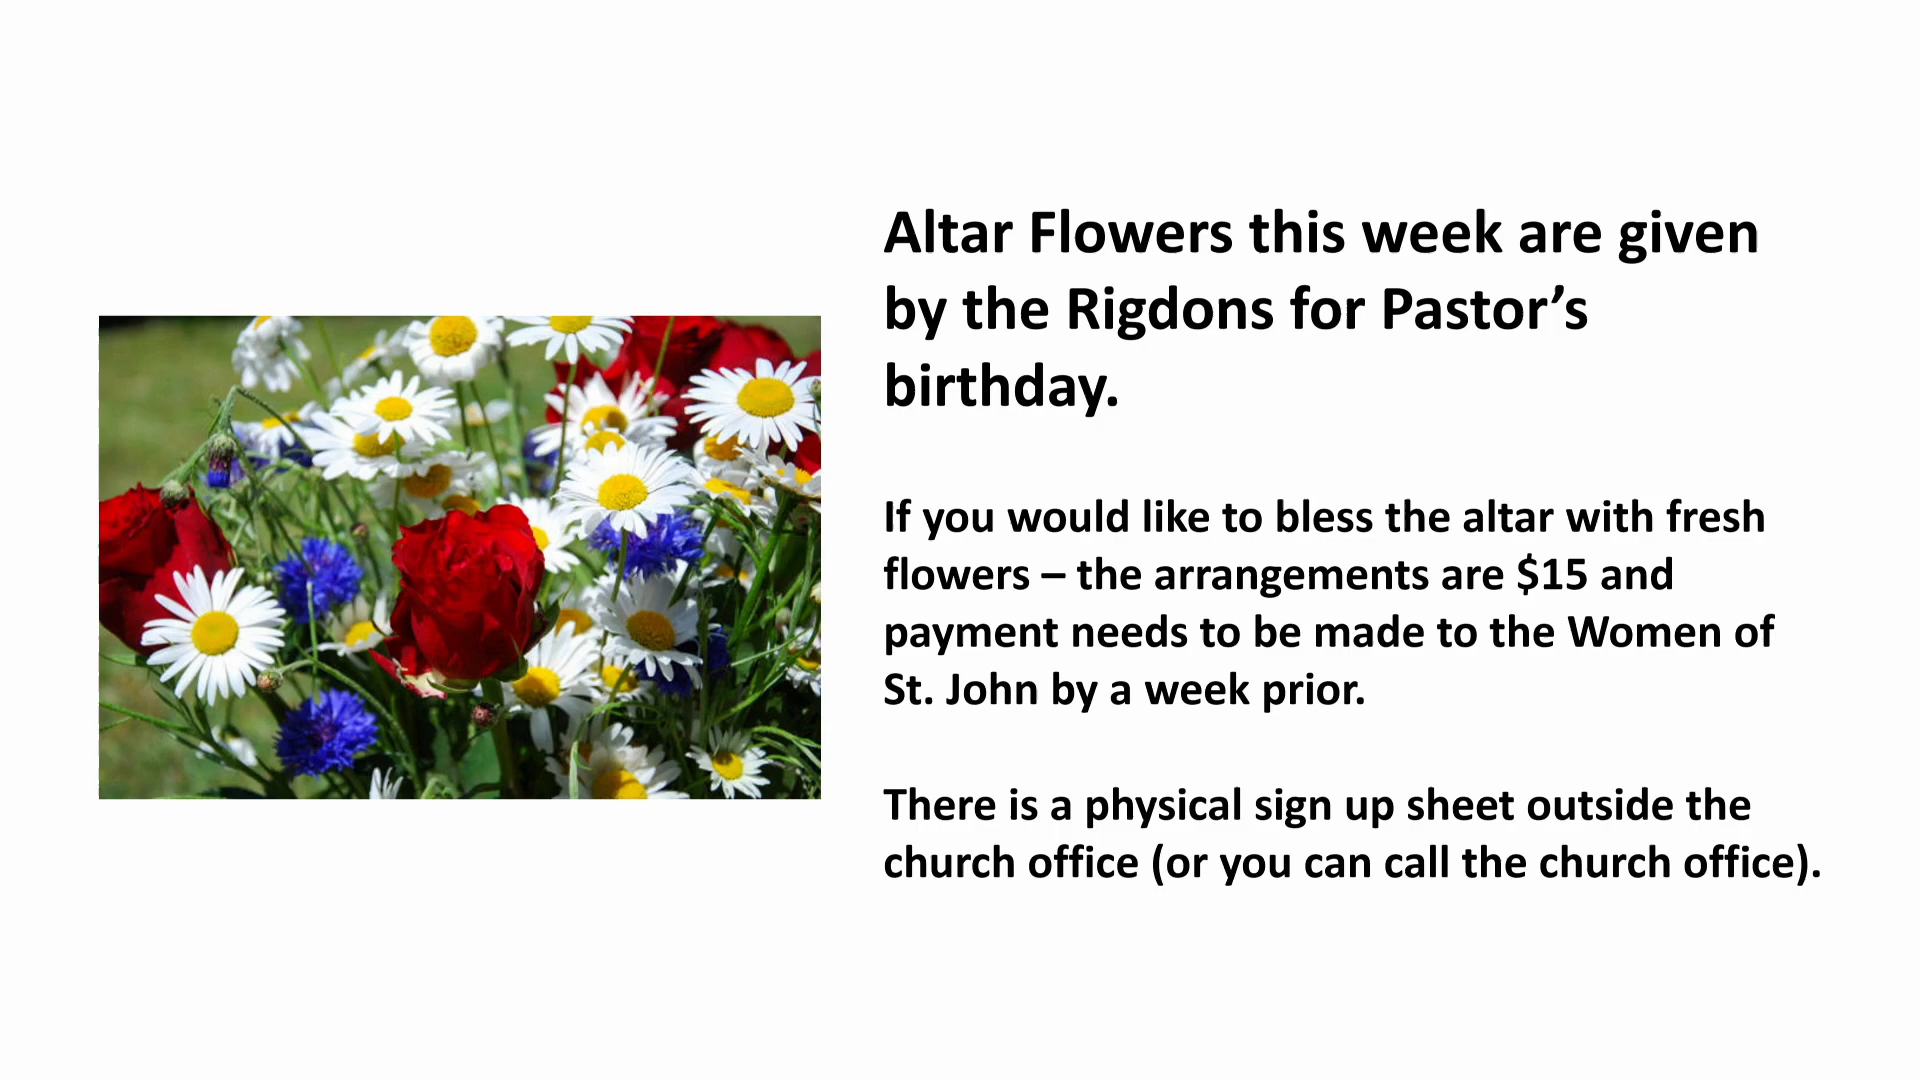 Altar Flowers this week are given
by the Rigdons for Pastor’s
birthday.
If you would like to bless the altar with fresh
flowers – the arrangements are $15 and
payment needs to be made to the Women of
St. John by a week prior.
There is a physical sign up sheet outside the
church office (or you can call the church office).